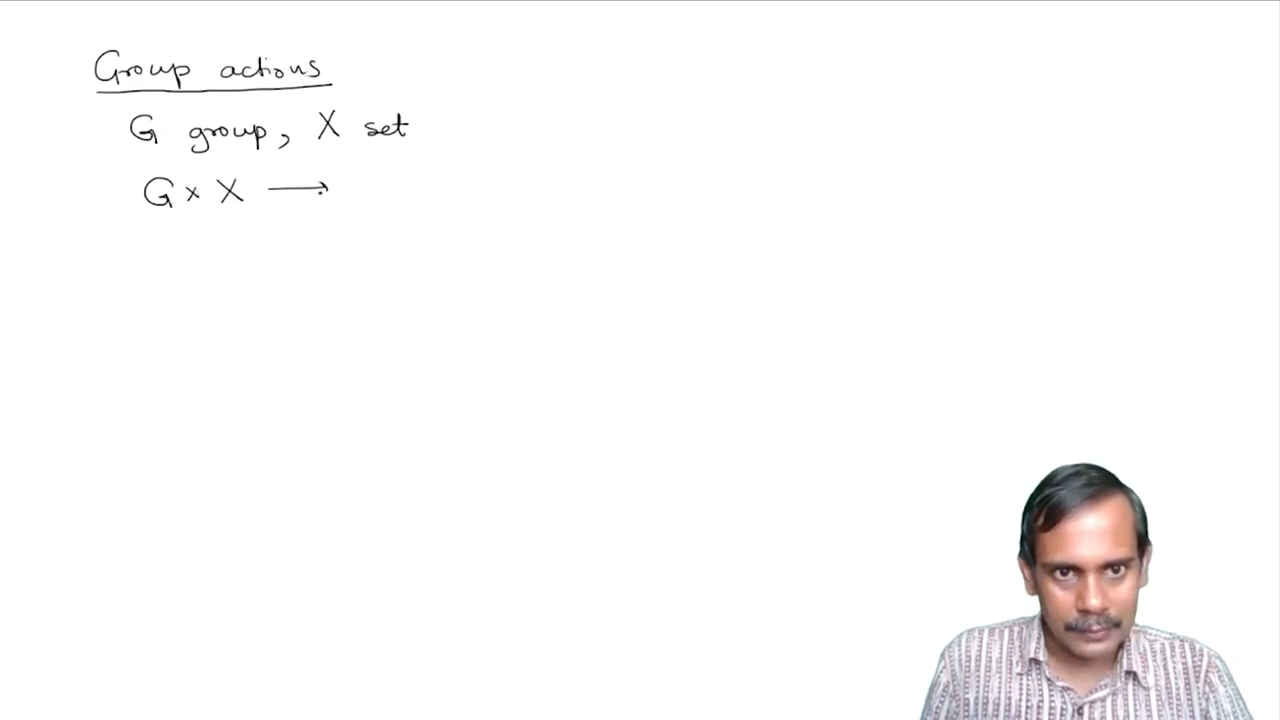 Group actions
G group, X set
G × X ⟶